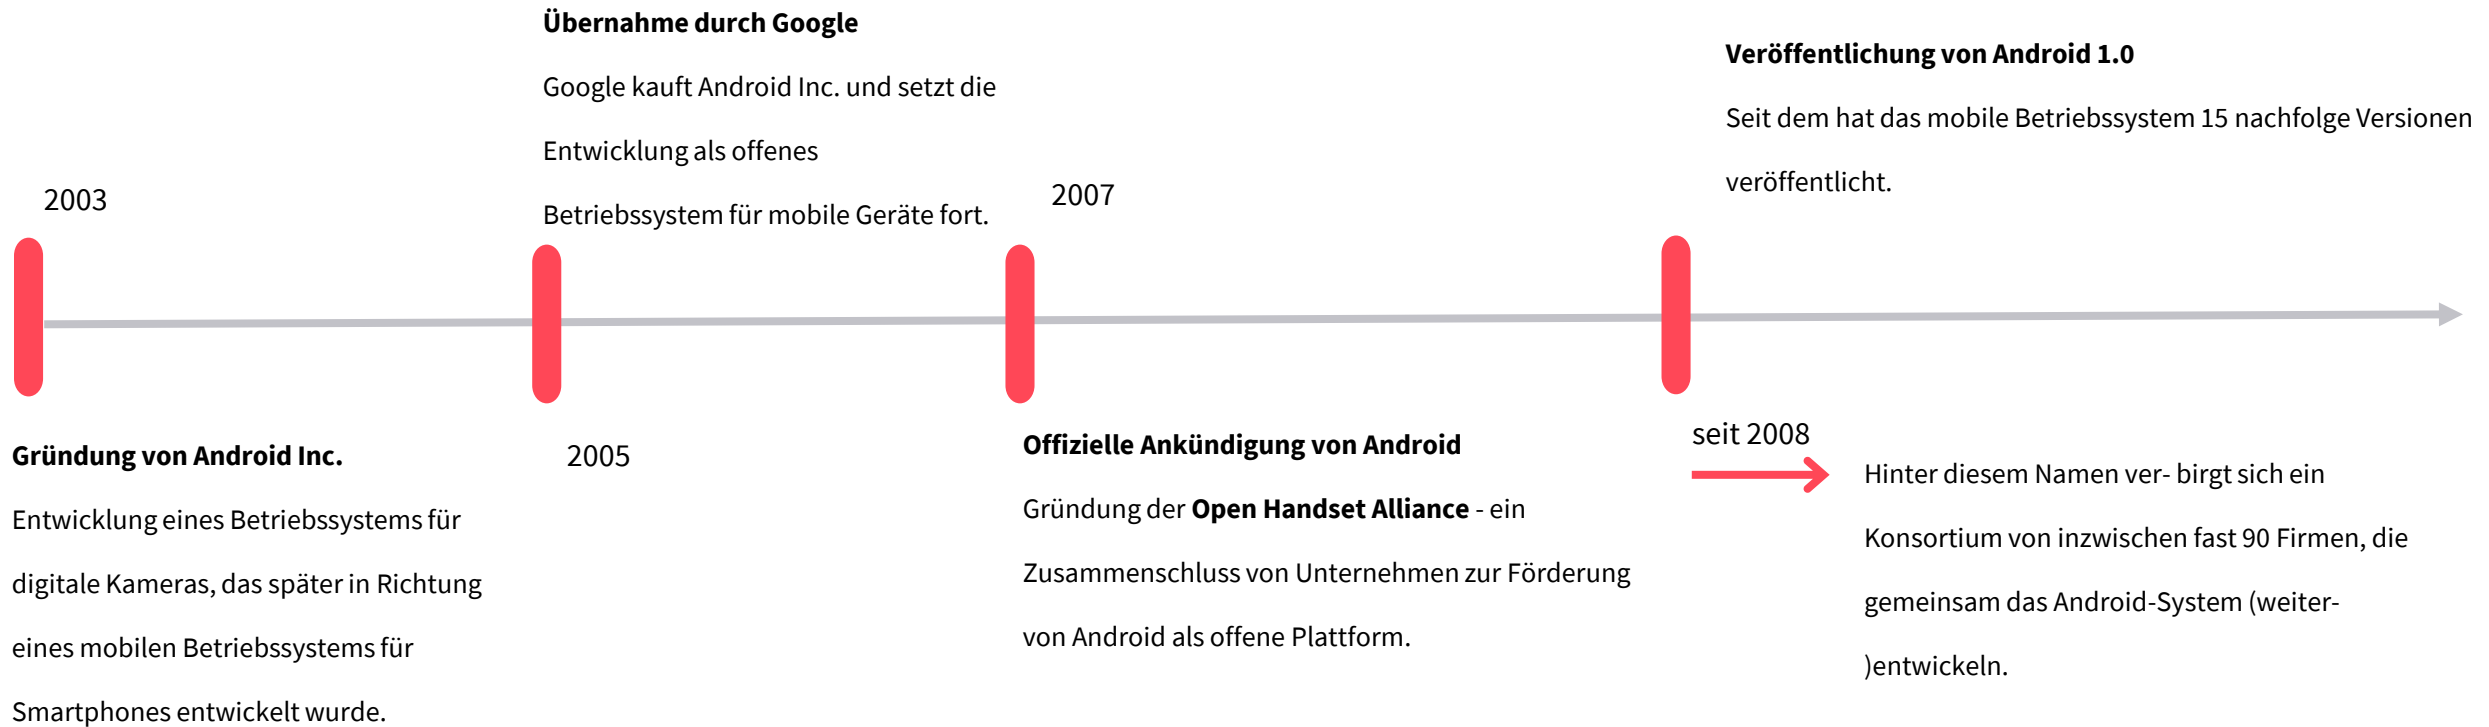 2003
Gründung von Android Inc.
Entwicklung eines Betriebssystems für
digitale Kameras, das später in Richtung
eines mobilen Betriebssystems für
Smartphones entwickelt wurde.
Übernahme durch Google
Google kauft Android Inc. und setzt die
Entwicklung als offenes
Betriebssystem für mobile Geräte fort.
2005
2007
Offizielle Ankündigung von Android
Gründung der Open Handset Alliance - ein
Zusammenschluss von Unternehmen zur Förderung
von Android als offene Plattform.
Veröffentlichung von Android 1.0
Seit dem hat das mobile Betriebssystem 15 nachfolge Versionen
veröffentlicht.
seit 2008
Hinter diesem Namen ver- birgt sich ein
Konsortium von inzwischen fast 90 Firmen, die
gemeinsam das Android-System (weiter-
)entwickeln.